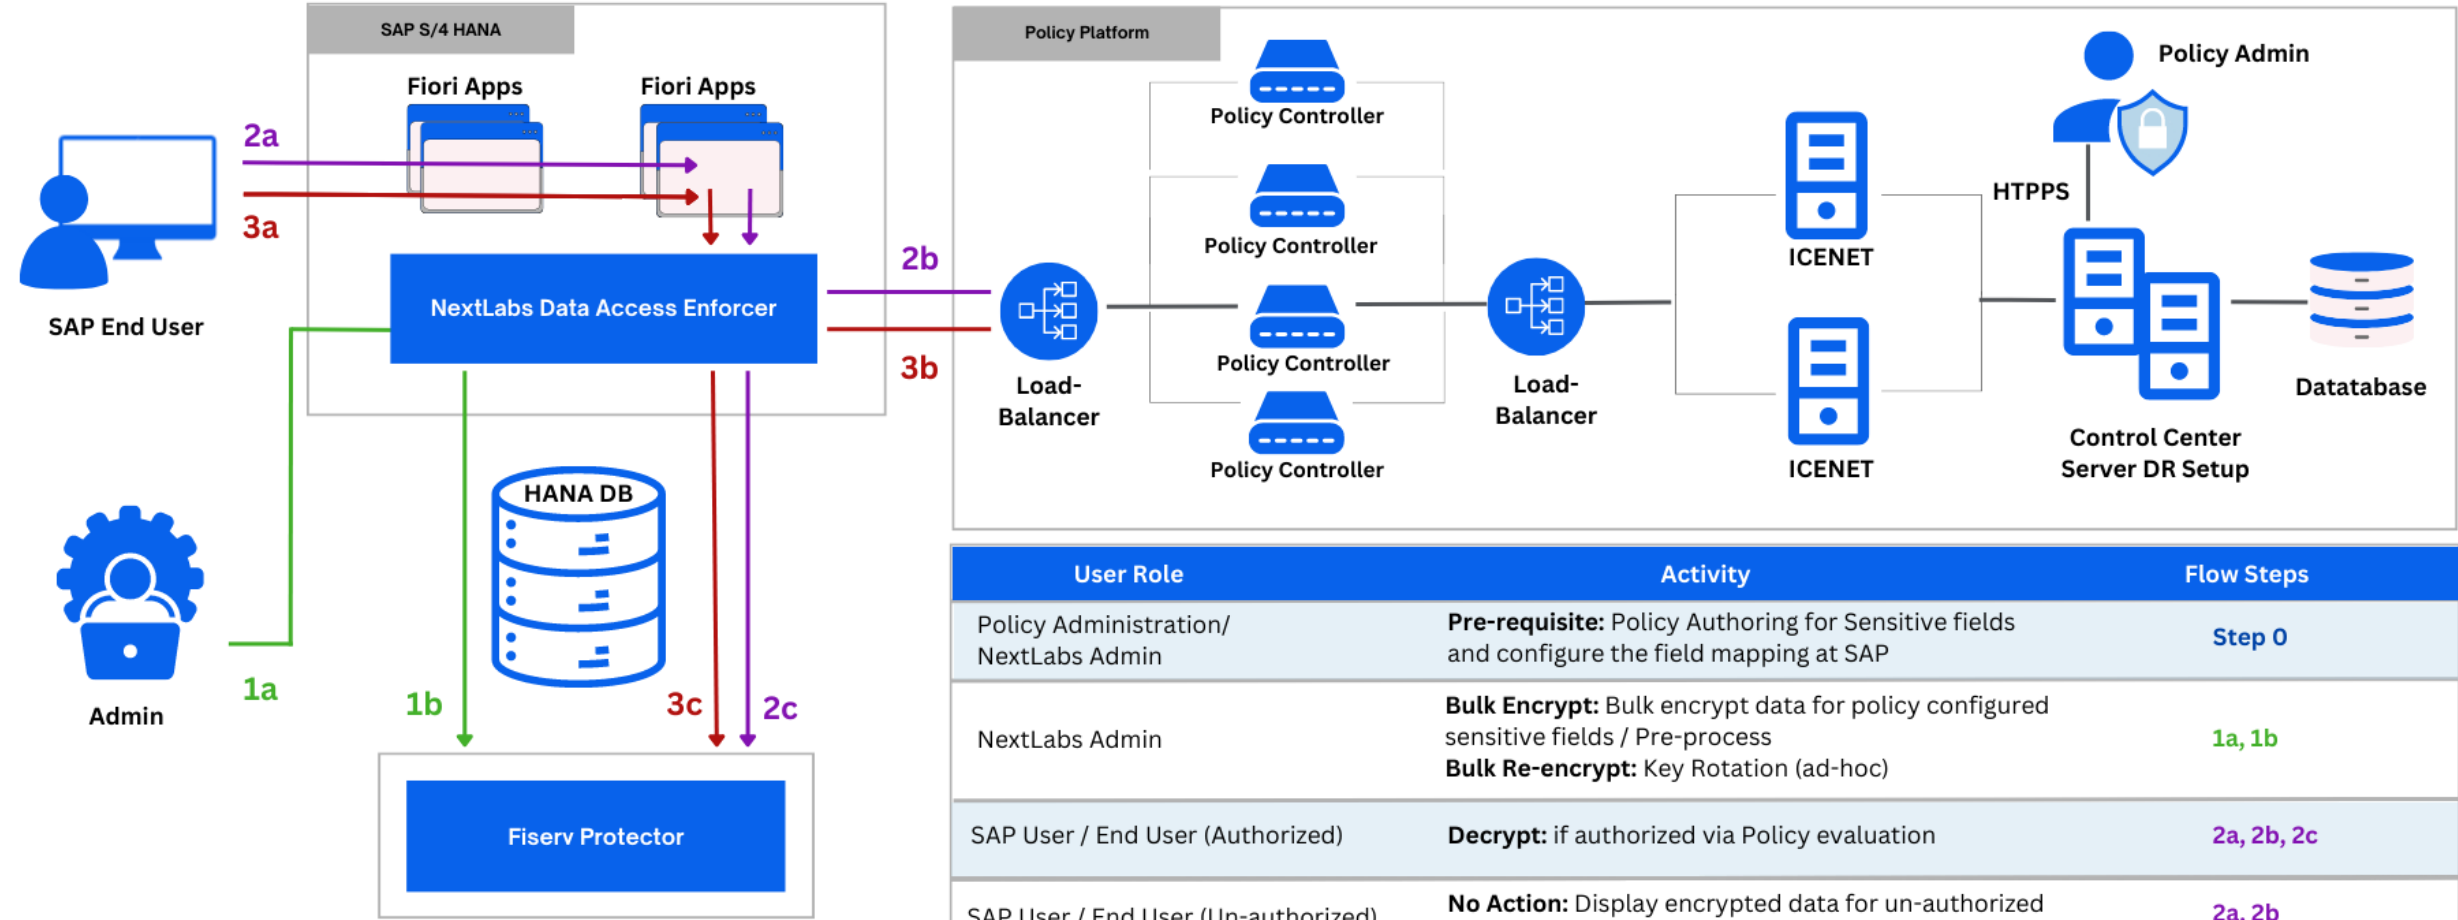 SAP S/4 HANA
Fiori Apps
Fiori Apps
2a
3a
SAP End User
NextLabs Data Access Enforcer
2b
3b
1a
Admin
HANA DB
1b
3c
2c
Fiserv Protector
Policy Platform
Policy Controller
Policy Controller
Policy Controller
Policy Controller
Load-
Balancer
Load-
Balancer
ICENET
ICENET
Policy Admin
HTPPS
Control Center
Server DR Setup
Datatabase
User Role
Activity
Flow Steps
Policy Administration/
NextLabs Admin
Pre-requisite: Policy Authoring for Sensitive fields
and configure the field mapping at SAP
Step 0
NextLabs Admin
Bulk Encrypt: Bulk encrypt data for policy configured
sensitive fields / Pre-process
Bulk Re-encrypt: Key Rotation (ad-hoc)
1a, 1b
SAP User / End User (Authorized)
Decrypt: if authorized via Policy evaluation
2a, 2b, 2c
SAP User / End User (Un-authorized)
No Action: Display encrypted data for un-authorized
2a, 2b